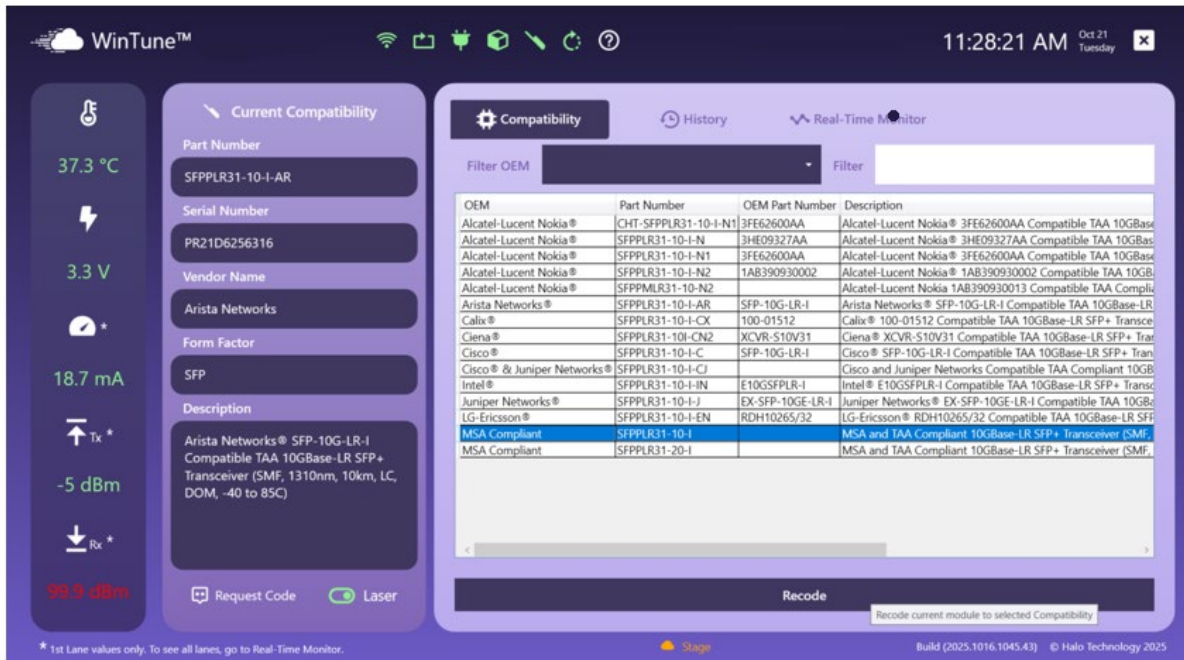 WinTune™
11:28:21 AM
Oct 21
Tuesday
37.3 °C
3.3 V
*
18.7 mA
Tx *
-5 dBm
Rx *
99.9 dBm
Current Compatibility
Part Number
SFPPLR31-10-I-AR
Serial Number
PR21D6256316
Vendor Name
Arista Networks
Form Factor
SFP
Description
Arista Networks® SFP-10G-LR-I
Compatible TAA 10GBase-LR SFP+
Transceiver (SMF, 1310nm, 10km, LC,
DOM, -40 to 85C)
Request Code Laser
Compatibility History Real-Time Monitor
Filter OEM Filter
OEM Part Number OEM Part Number Description
Alcatel-Lucent Nokia® CHT-SFPPLR31-10-I-N1 3FE62600AA Alcatel-Lucent Nokia® 3FE62600AA Compatible TAA 10GBase
Alcatel-Lucent Nokia® SFPPLR31-10-I-N 3HE09327AA Alcatel-Lucent Nokia® 3HE09327AA Compatible TAA 10GBas
Alcatel-Lucent Nokia® SFPPLR31-10-I-N1 3FE62600AA Alcatel-Lucent Nokia® 3FE62600AA Compatible TAA 10GBase
Alcatel-Lucent Nokia® SFPPLR31-10-I-N2 1AB390930002 Alcatel-Lucent Nokia® 1AB390930002 Compatible TAA 10GB
Alcatel-Lucent Nokia® SFPPMLR31-10-N2 Alcatel-Lucent Nokia 1AB390930013 Compatible TAA Compli
Arista Networks® SFPPLR31-10-I-AR SFP-10G-LR-I Arista Networks® SFP-10G-LR-I Compatible TAA 10GBase-LR
Calix® SFPPLR31-10-I-CX 100-01512 Calix® 100-01512 Compatible TAA 10GBase-LR SFP+ Transce
Ciena® SFPPLR31-10I-CN2 XCVR-S10V31 Ciena® XCVR-S10V31 Compatible TAA 10GBase-LR SFP+ Tran
Cisco® SFPPLR31-10-I-C SFP-10G-LR-I Cisco® SFP-10G-LR-I Compatible TAA 10GBase-LR SFP+ Tran
Cisco® & Juniper Networks® SFPPLR31-10-I-CJ Cisco and Juniper Networks Compatible TAA Compliant 10GB
Intel® SFPPLR31-10-I-IN E10GSFPLR-I Intel® E10GSFPLR-I Compatible TAA 10GBase-LR SFP+ Transc
Juniper Networks® SFPPLR31-10-I-J EX-SFP-10GE-LR-I Juniper Networks® EX-SFP-10GE-LR-I Compatible TAA 10GBa
LG-Ericsson® SFPPLR31-10-I-EN RDH10265/32 LG-Ericsson® RDH10265/32 Compatible TAA 10GBase-LR SFP
MSA Compliant SFPPLR31-10-I MSA and TAA Compliant 10GBase-LR SFP+ Transceiver (SMF,
MSA Compliant SFPPLR31-20-I MSA and TAA Compliant 10GBase-LR SFP+ Transceiver (SMF,
Recode
Recode current module to selected Compatibility
* 1st Lane values only. To see all lanes, go to Real-Time Monitor.
Stage
Build (2025.1016.1045.43) © Halo Technology 2025